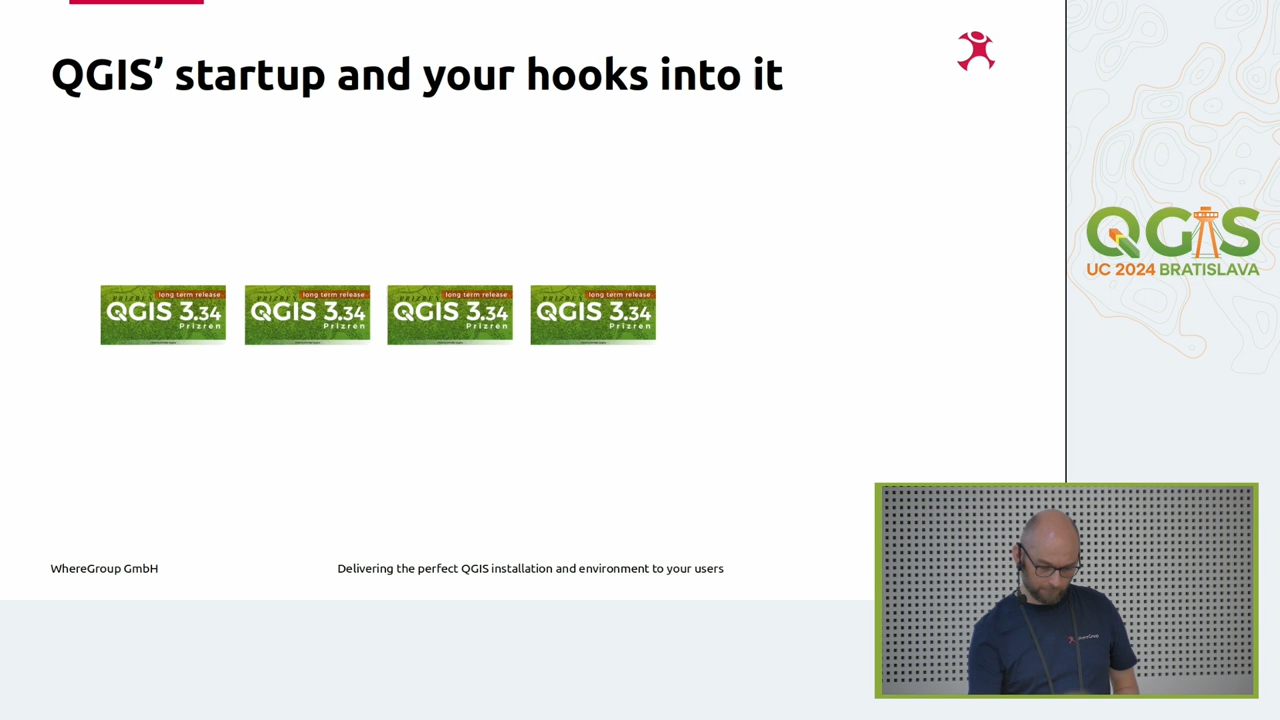 QGIS’ startup and your hooks into it
long term release
QGIS 3.34
Prizren
long term release
QGIS 3.34
Prizren
long term release
QGIS 3.34
Prizren
long term release
QGIS 3.34
Prizren
WhereGroup GmbH
Delivering the perfect QGIS installation and environment to your users
QGIS
UC 2024 BRATISLAVA
WhereGroup